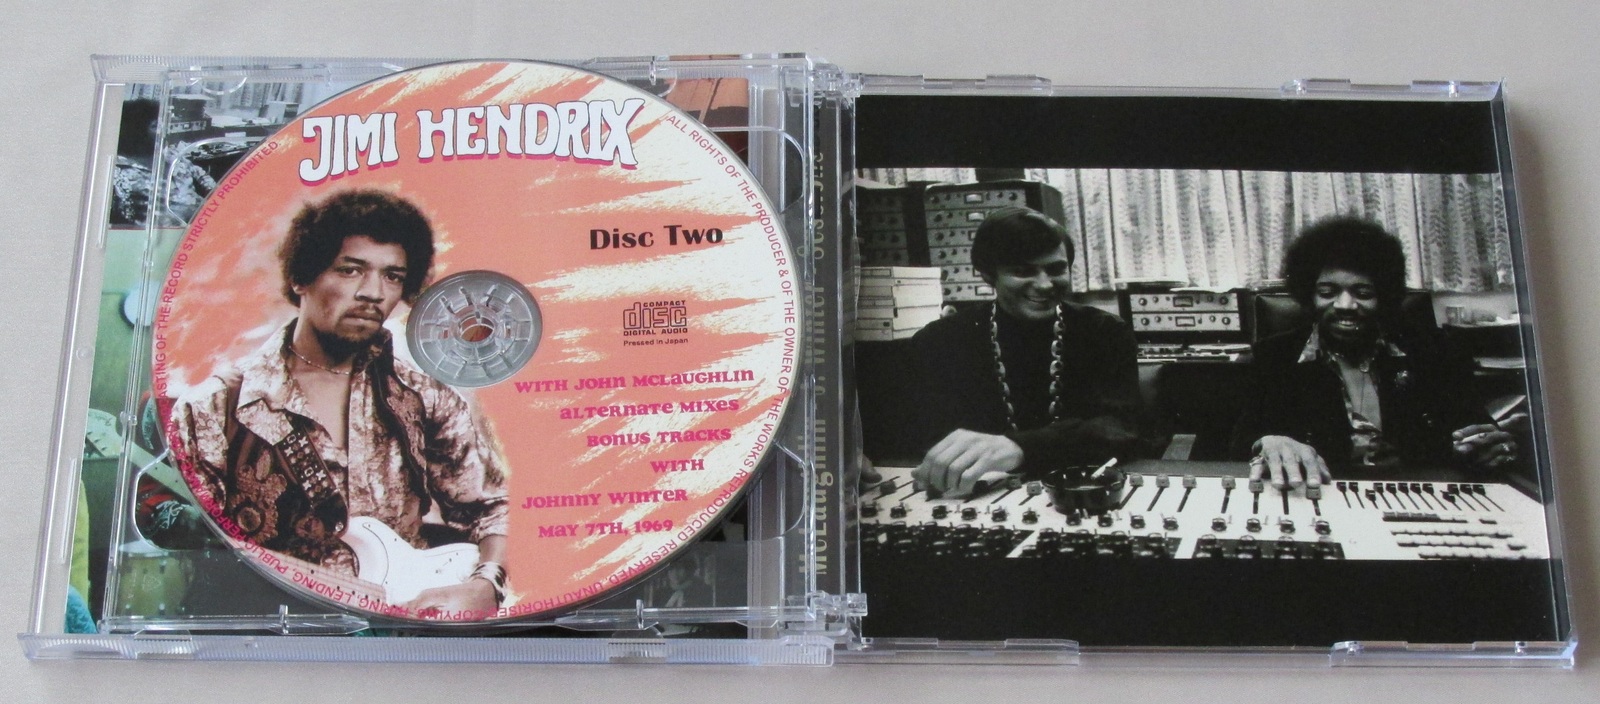 JIMI HENDRIX
Disc Two
COMPACT
disc
DIGITAL AUDIO
Pressed in Japan
WITH JOHN MCLAUGHLIN
ALTERNATE MIXES
BONUS TRACKS
WITH
JOHNNY WINTER
MAY 7TH, 1969
ALL RIGHTS OF THE PRODUCER & OF THE OWNER OF THE WORKS REPRODUCED RESERVED. UNAUTHORISED COPYING, HIRING, LENDING, PUBLIC
CASTING OF THE RECORD STRICTLY PROHIBITED
McLaughlin